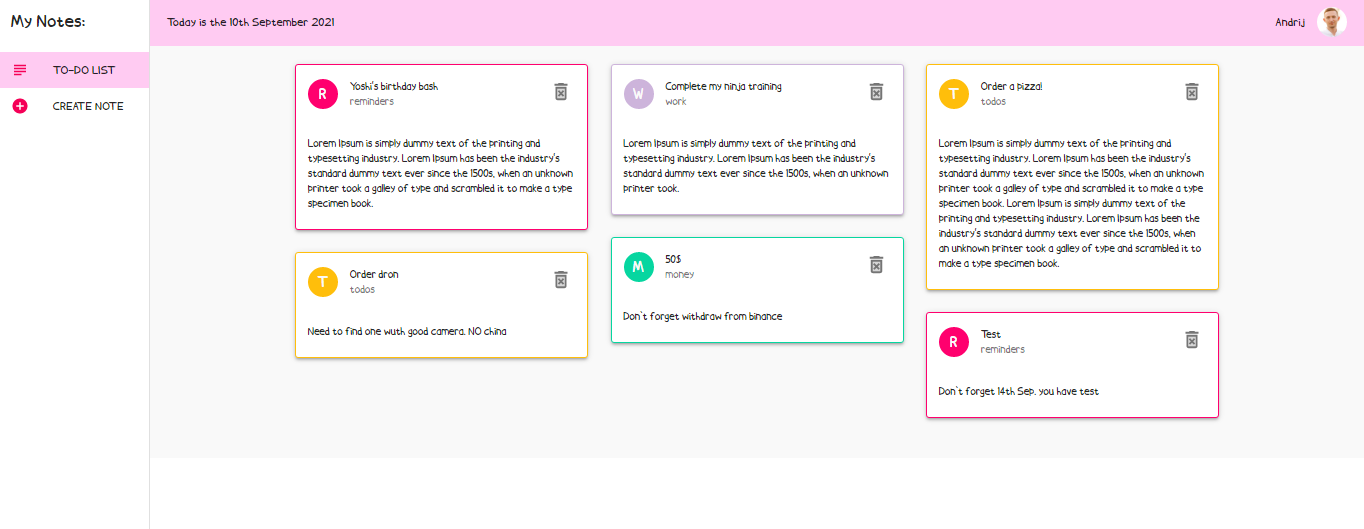 My Notes:
TO-DO LIST
CREATE NOTE
Today is the 10th September 2021
Andrij
R
Yoshi's birthday bash
reminders
Lorem Ipsum is simply dummy text of the printing and
typesetting industry. Lorem Ipsum has been the industry's
standard dummy text ever since the 1500s, when an unknown
printer took a galley of type and scrambled it to make a type
specimen book.
T
Order dron
todos
Need to find one wuth good camera. NO china
W
Complete my ninja training
work
Lorem Ipsum is simply dummy text of the printing and
typesetting industry. Lorem Ipsum has been the industry's
standard dummy text ever since the 1500s, when an unknown
printer took.
M
50$
money
Don`t forget withdraw from binance
T
Order a pizza!
todos
Lorem Ipsum is simply dummy text of the printing and
typesetting industry. Lorem Ipsum has been the industry's
standard dummy text ever since the 1500s, when an unknown
printer took a galley of type and scrambled it to make a type
specimen book. Lorem Ipsum is simply dummy text of the
printing and typesetting industry. Lorem Ipsum has been the
industry's standard dummy text ever since the 1500s, when
an unknown printer took a galley of type and scrambled it to
make a type specimen book.
R
Test
reminders
Don`t forget 14th Sep. you have test